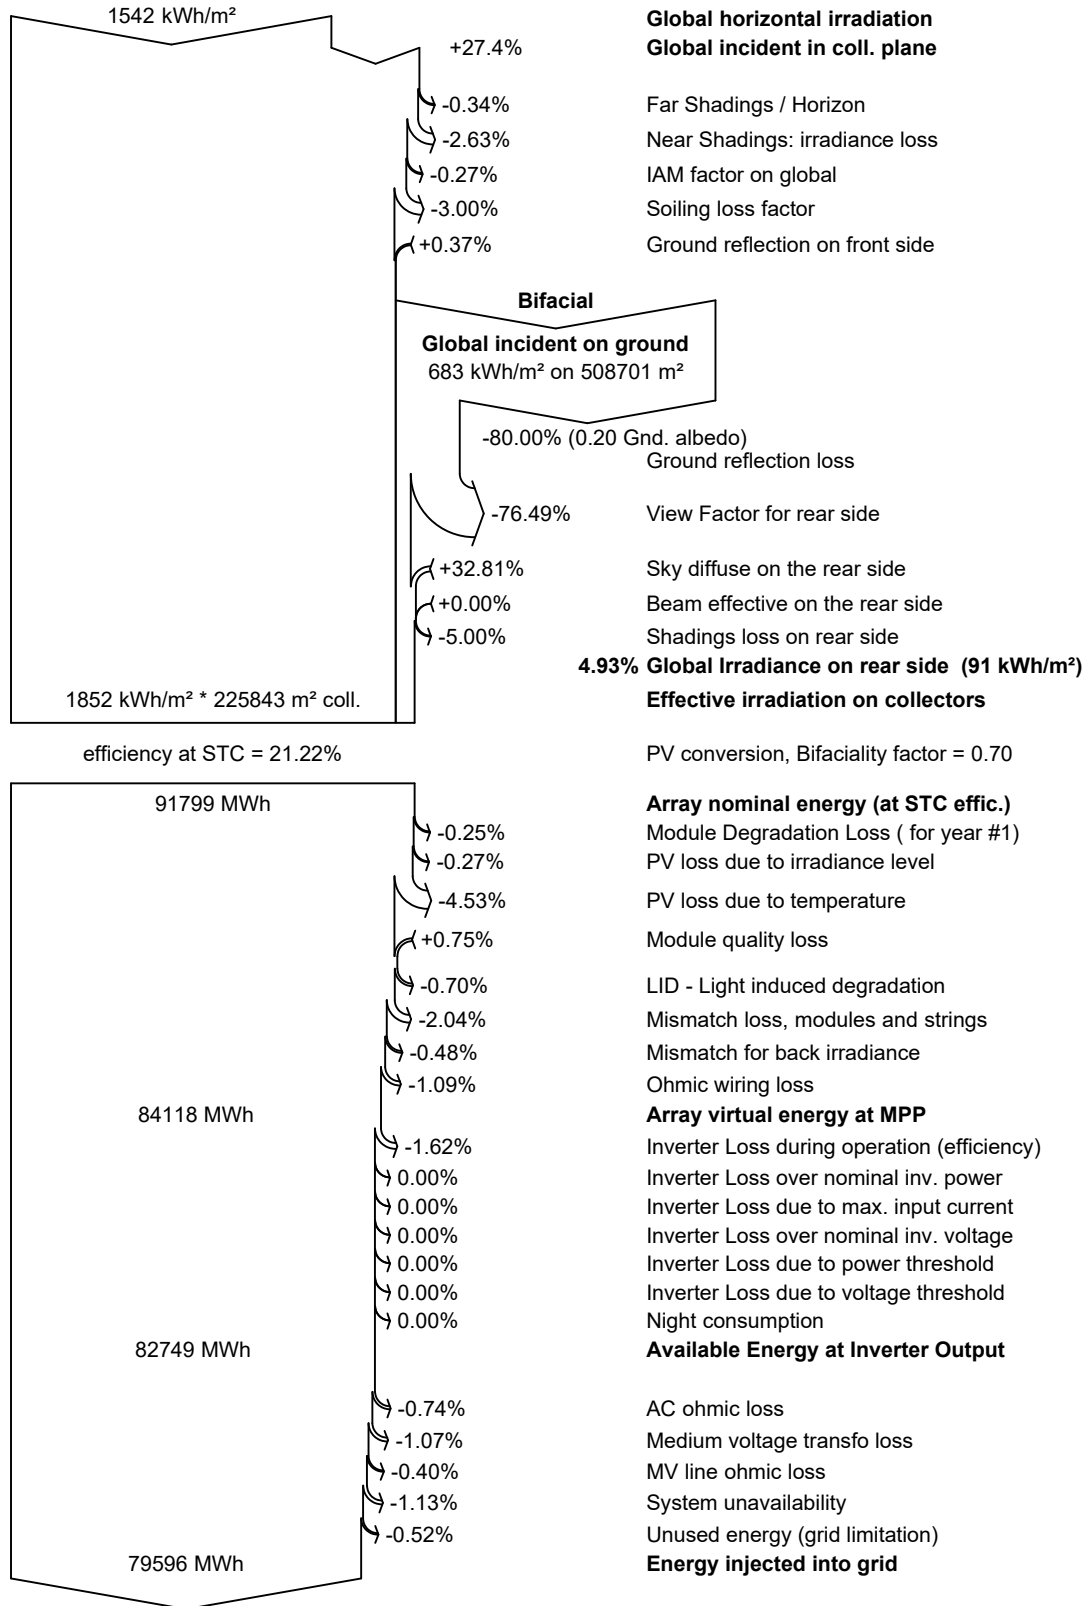 1542 kWh/m² Global horizontal irradiation
+27.4% Global incident in coll. plane
-0.34% Far Shadings / Horizon
-2.63% Near Shadings: irradiance loss
-0.27% IAM factor on global
-3.00% Soiling loss factor
+0.37% Ground reflection on front side
Bifacial
Global incident on ground
683 kWh/m² on 508701 m²
-80.00% (0.20 Gnd. albedo)
Ground reflection loss
-76.49% View Factor for rear side
+32.81% Sky diffuse on the rear side
+0.00% Beam effective on the rear side
-5.00% Shadings loss on rear side
4.93% Global Irradiance on rear side (91 kWh/m²)
1852 kWh/m² * 225843 m² coll. Effective irradiation on collectors
efficiency at STC = 21.22% PV conversion, Bifaciality factor = 0.70
91799 MWh Array nominal energy (at STC effic.)
-0.25% Module Degradation Loss ( for year #1)
-0.27% PV loss due to irradiance level
-4.53% PV loss due to temperature
+0.75% Module quality loss
-0.70% LID - Light induced degradation
-2.04% Mismatch loss, modules and strings
-0.48% Mismatch for back irradiance
-1.09% Ohmic wiring loss
84118 MWh Array virtual energy at MPP
-1.62% Inverter Loss during operation (efficiency)
0.00% Inverter Loss over nominal inv. power
0.00% Inverter Loss due to max. input current
0.00% Inverter Loss over nominal inv. voltage
0.00% Inverter Loss due to power threshold
0.00% Inverter Loss due to voltage threshold
0.00% Night consumption
82749 MWh Available Energy at Inverter Output
-0.74% AC ohmic loss
-1.07% Medium voltage transfo loss
-0.40% MV line ohmic loss
-1.13% System unavailability
-0.52% Unused energy (grid limitation)
79596 MWh Energy injected into grid